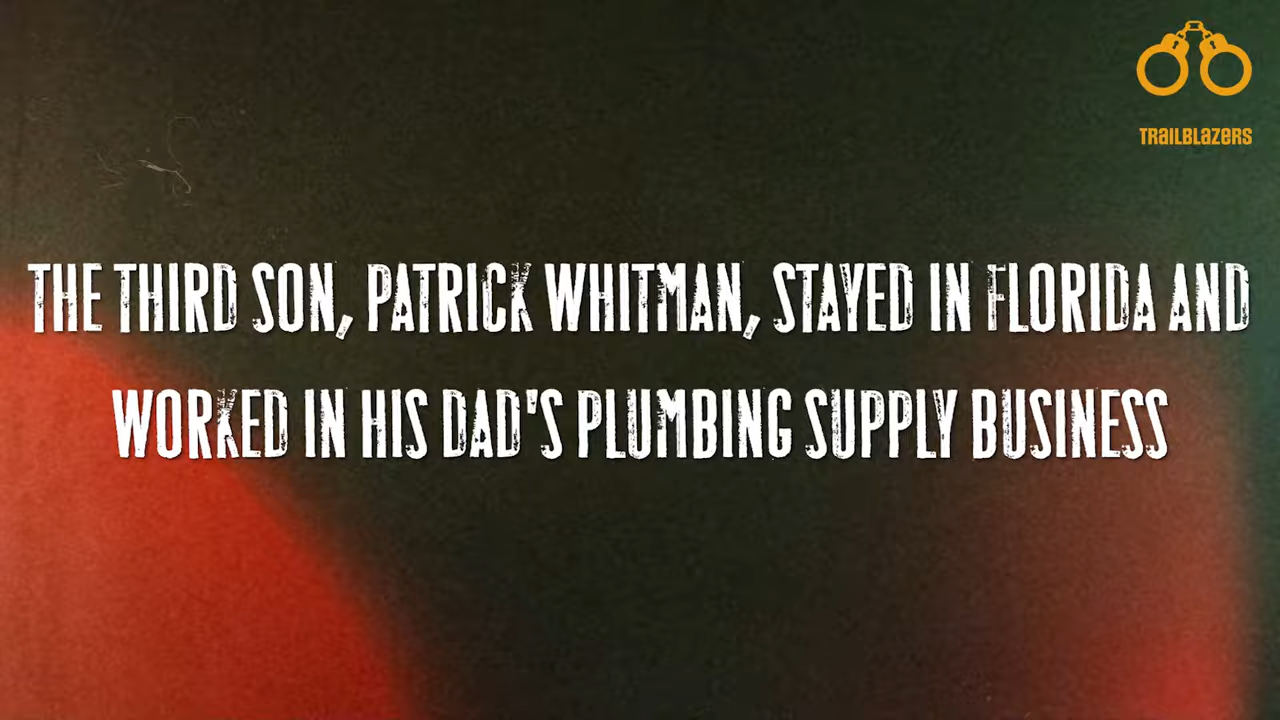 TRAILBLAZERS
THE THIRD SON, PATRICK WHITMAN, STAYED IN FLORIDA AND
WORKED IN HIS DAD'S PLUMBING SUPPLY BUSINESS